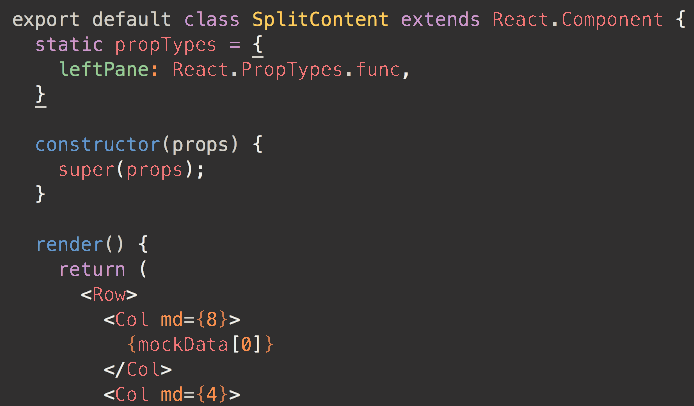 export default class SplitContent extends React.Component {
  static propTypes = {
    leftPane: React.PropTypes.func,
  }

  constructor(props) {
    super(props);
  }

  render() {
    return (
      <Row>
        <Col md={8}>
          {mockData[0]}
        </Col>
        <Col md={4}>